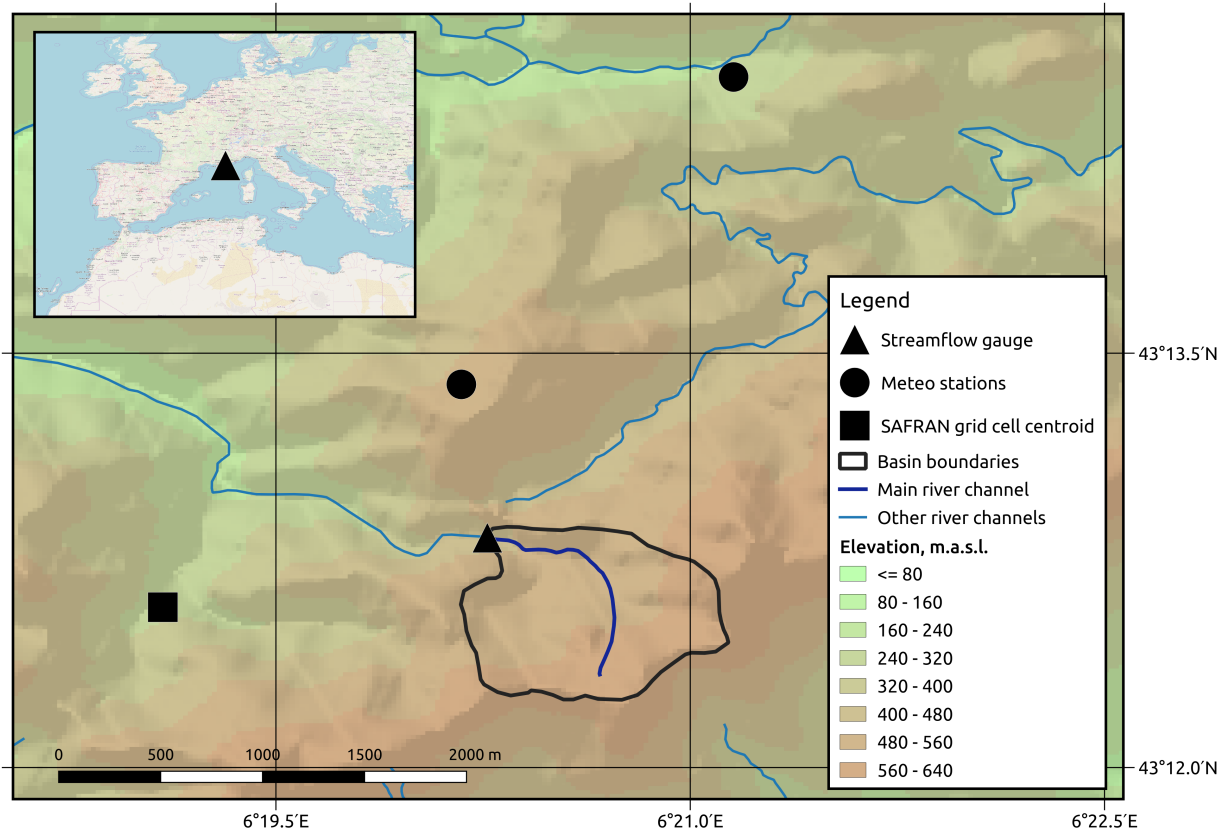 Legend
Streamflow gauge
Meteo stations
SAFRAN grid cell centroid
Basin boundaries
Main river channel
Other river channels
Elevation, m.a.s.l.
<= 80
80 - 160
160 - 240
240 - 320
320 - 400
400 - 480
480 - 560
560 - 640
43°13.5′N
43°12.0′N
0 500 1000 1500 2000 m
6°19.5′E 6°21.0′E 6°22.5′E